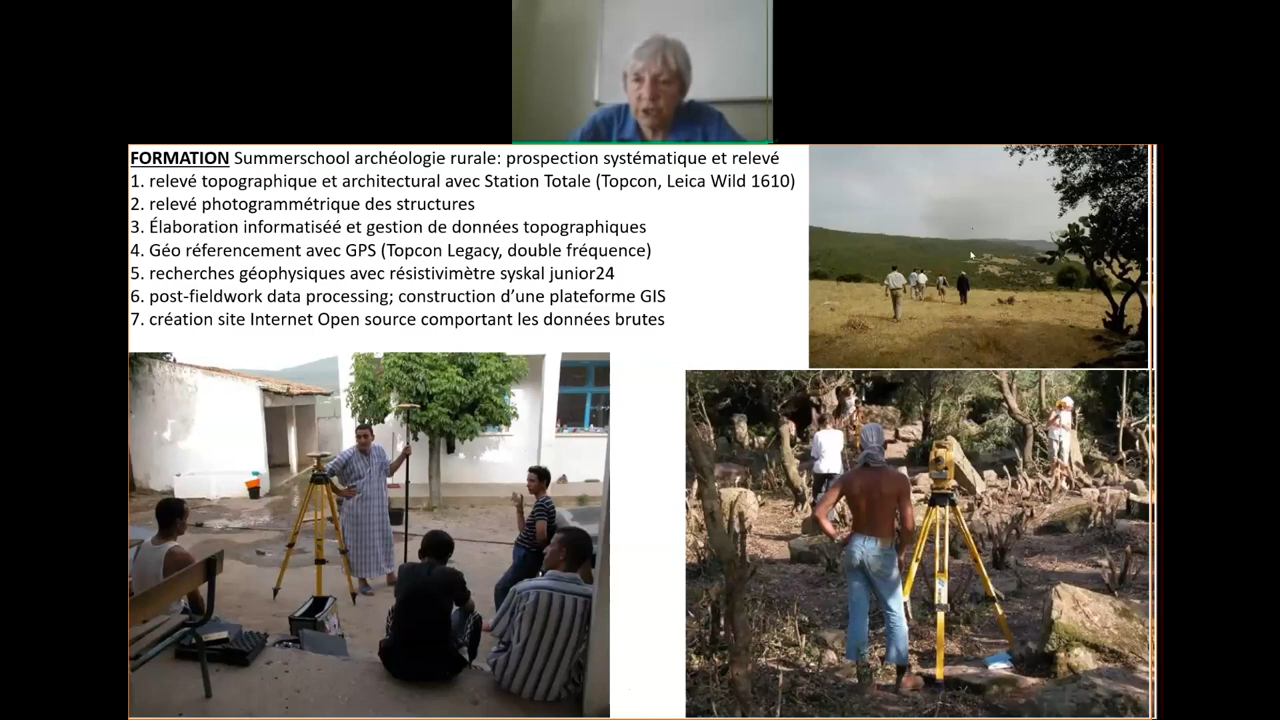 FORMATION Summerschool archéologie rurale: prospection systématique et relevé
1. relevé topographique et architectural avec Station Totale (Topcon, Leica Wild 1610)
2. relevé photogrammétrique des structures
3. Élaboration informatiséé et gestion de données topographiques
4. Géo réferencement avec GPS (Topcon Legacy, double fréquence)
5. recherches géophysiques avec résistivimètre syskal junior24
6. post-fieldwork data processing; construction d'une plateforme GIS
7. création site Internet Open source comportant les données brutes